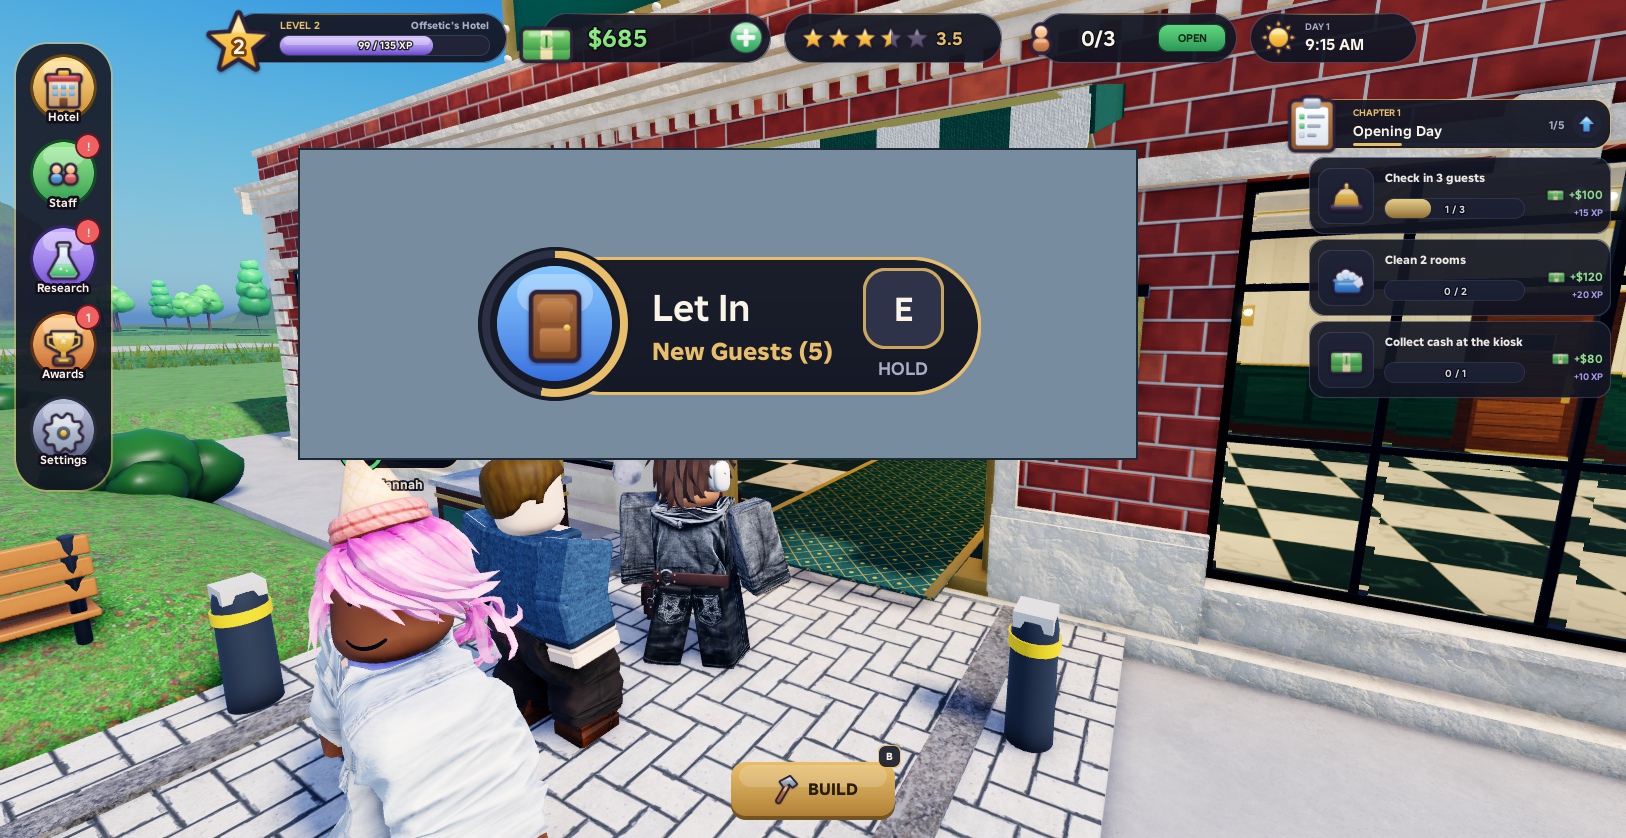 LEVEL 2
Offsetic's Hotel
2
99 / 135 XP
$685
3.5
0/3
OPEN
DAY 1
9:15 AM
Hotel
!
Staff
!
Research
1
Awards
Settings
CHAPTER 1
Opening Day
1/5
Check in 3 guests
1 / 3
+$100
+15 XP
Clean 2 rooms
0 / 2
+$120
+20 XP
Collect cash at the kiosk
0 / 1
+$80
+10 XP
Let In
New Guests (5)
E
HOLD
B
BUILD